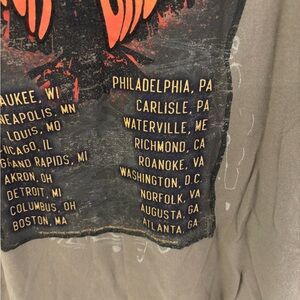 AUKEE, WI
NEAPOLIS, MN
LOUIS, MO
HICAGO, IL
GRAND RAPIDS, MI
AKRON, OH
DETROIT, MI
COLUMBUS, OH
BOSTON, MA
PHILADELPHIA, PA
CARLISLE, PA
WATERVILLE, ME
RICHMOND, CA
ROANOKE, VA
WASHINGTON, D.C.
NORFOLK, VA
AUGUSTA, GA
ATLANTA, GA